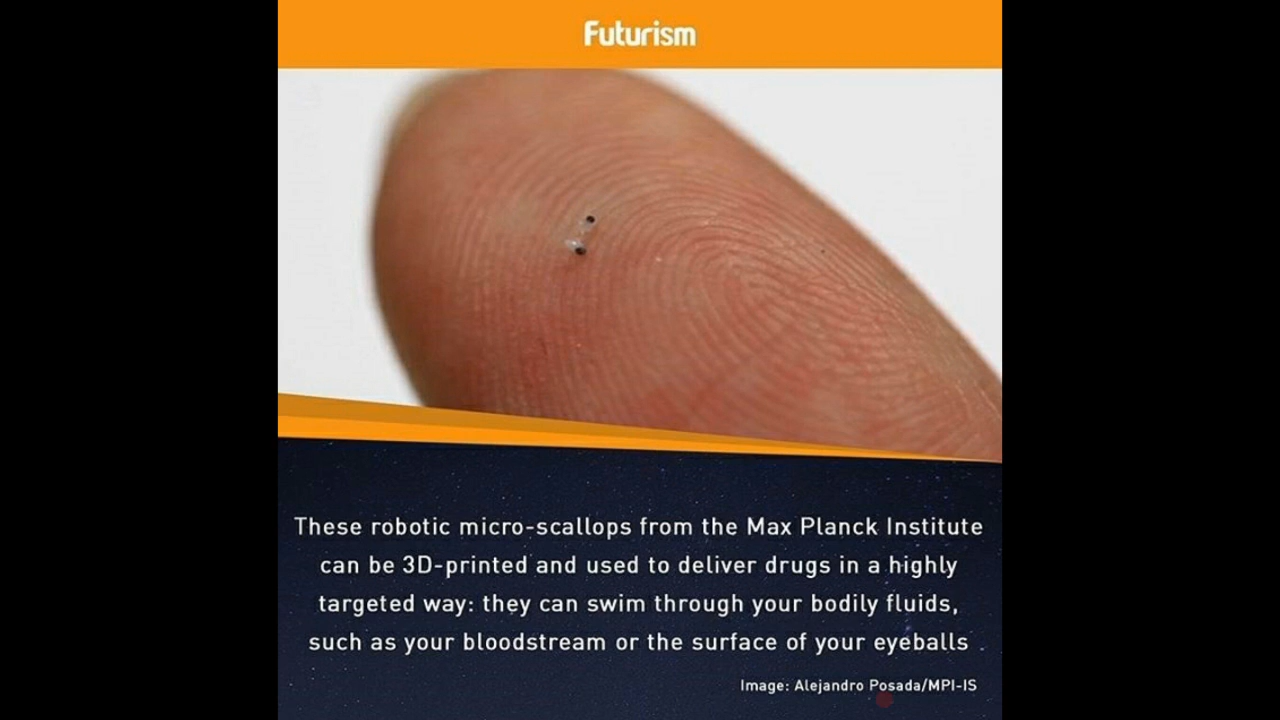 Futurism
These robotic micro-scallops from the Max Planck Institute
can be 3D-printed and used to deliver drugs in a highly
targeted way: they can swim through your bodily fluids,
such as your bloodstream or the surface of your eyeballs
Image: Alejandro Posada/MPI-IS